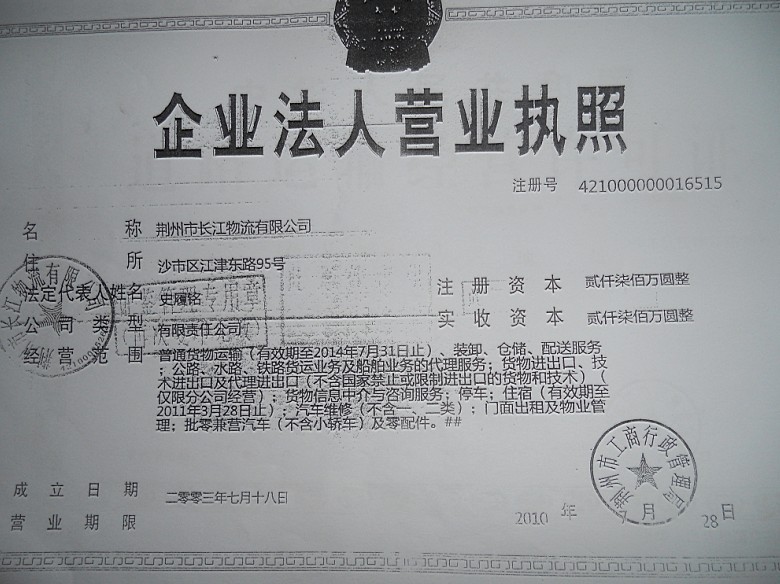 企业法人营业执照
注册号 421000000016515
名 称 荆州市长江物流有限公司
住 所 沙市区江津东路95号
法定代表人姓名 史履铭
注册资本 贰仟柒佰万圆整
公司类型 有限责任公司
实收资本 贰仟柒佰万圆整
经营范围 普通货物运输（有效期至2014年7月31日止）、装卸、仓储、配送服务
；公路、水路、铁路货运业务及船舶业务的代理服务；货物进出口、技
术进出口及代理进出口（不含国家禁止或限制进出口的货物和技术）（
仅限分公司经营）；货物信息中介与咨询服务；停车；住宿（有效期至
2011年3月28日止）；汽车维修（不含一、二类）；门面出租及物业管
理；批零兼营汽车（不含小轿车）及零配件。##
荆州市工商行政管理局
成立日期 二零零三年七月十八日
营业期限
2010 年 月 28 日